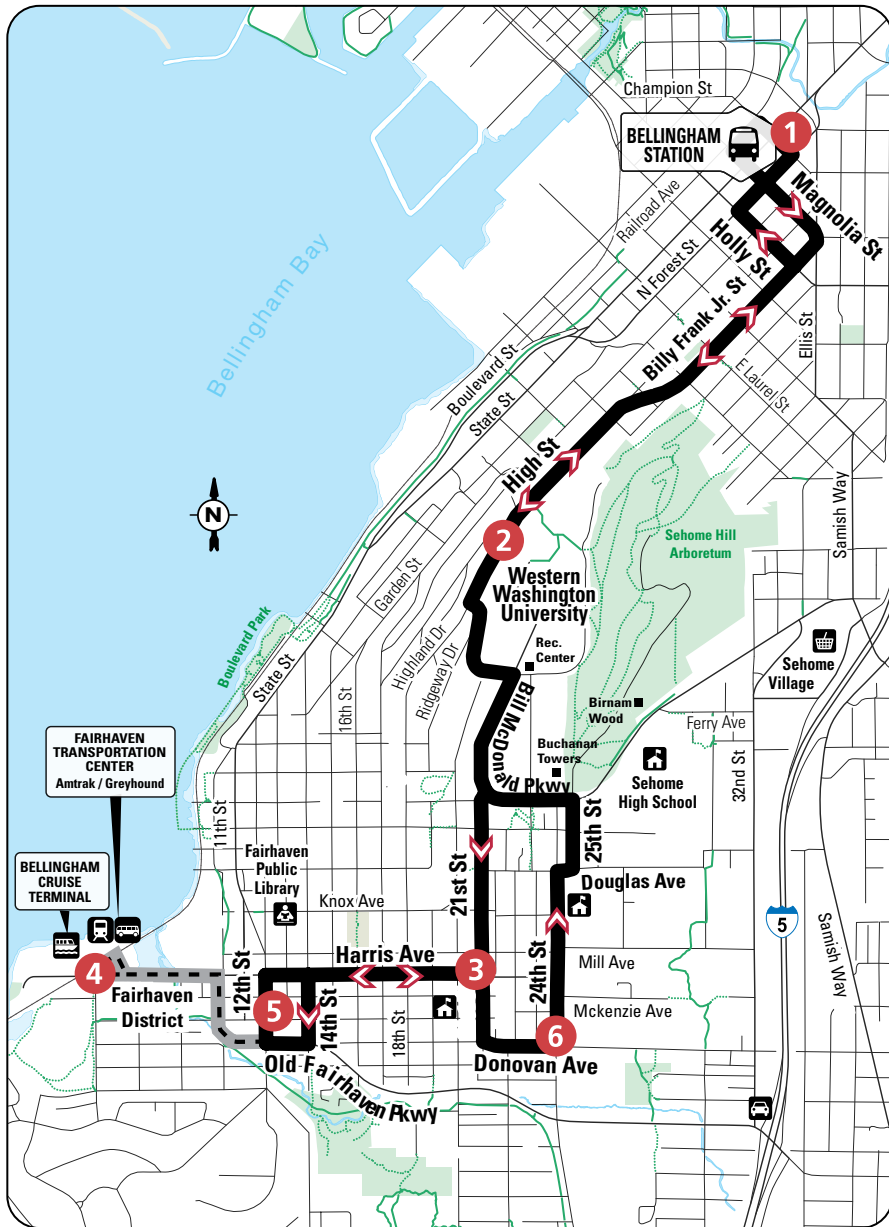 Champion St
BELLINGHAM
STATION
1
Magnolia St
Railroad Ave
Holly St
N Forest St
Billy Frank Jr. St
Ellis St
E Laurel St
Bellingham Bay
Boulevard St
State St
High St
N
2
Samish Way
Sehome Hill
Arboretum
Western
Washington
University
Garden St
Highland Dr
Ridgeway Dr
Boulevard Park
State St
16th St
Rec.
Center
Sehome
Village
Birnam
Wood
Bill McDonald Pkwy
Ferry Ave
Buchanan
Towers
Sehome
High School
32nd St
FAIRHAVEN
TRANSPORTATION
CENTER
Amtrak / Greyhound
11th St
25th St
BELLINGHAM
CRUISE
TERMINAL
Fairhaven
Public
Library
21st St
Douglas Ave
Knox Ave
5
Samish Way
24th St
Harris Ave
3
Mill Ave
4
12th St
Fairhaven
District
5
14th St
18th St
Mckenzie Ave
6
Donovan Ave
Old Fairhaven Pkwy